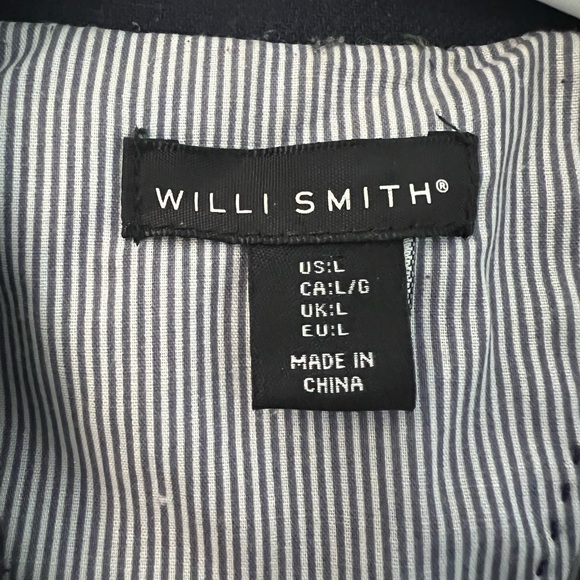 WILLI SMITH®
US:L
CA:L/G
UK:L
EU:L
MADE IN
CHINA